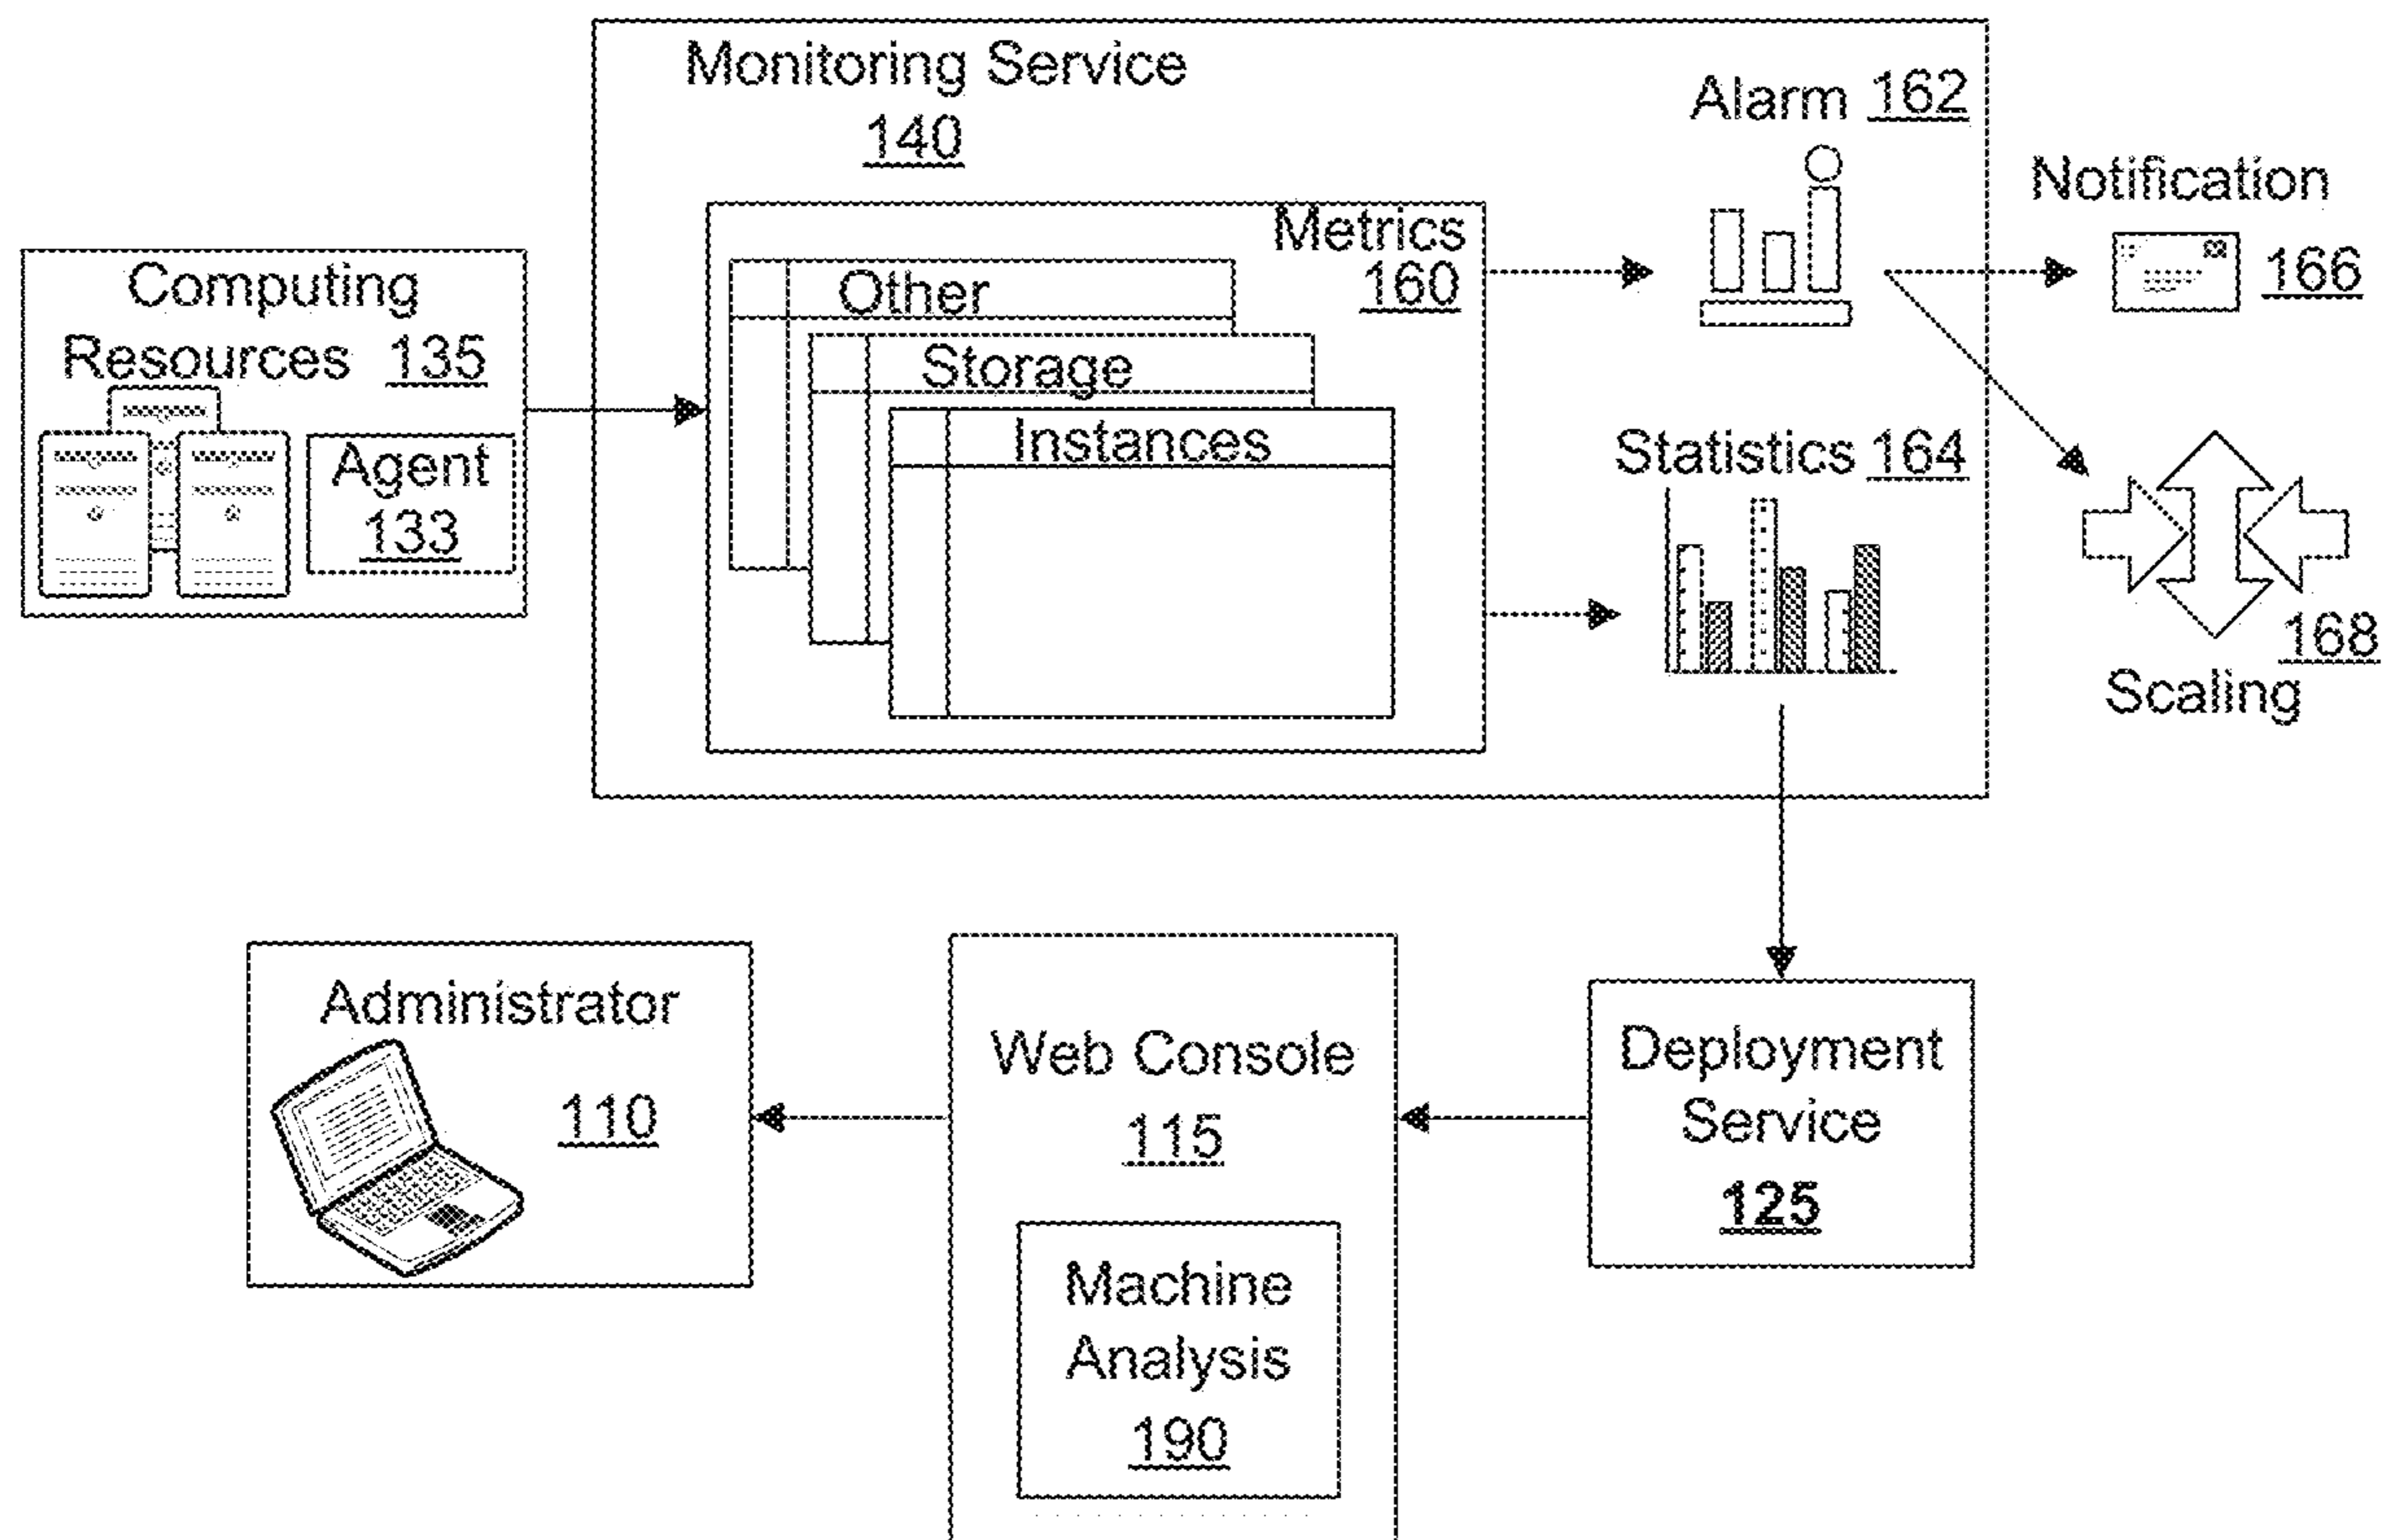 Monitoring Service
140
Alarm 162
Notification
166
Metrics
160
Computing
Resources 135
Agent
133
Other
Storage
Instances
Statistics 164
168
Scaling
Administrator
110
Web Console
115
Machine
Analysis
190
Deployment
Service
125